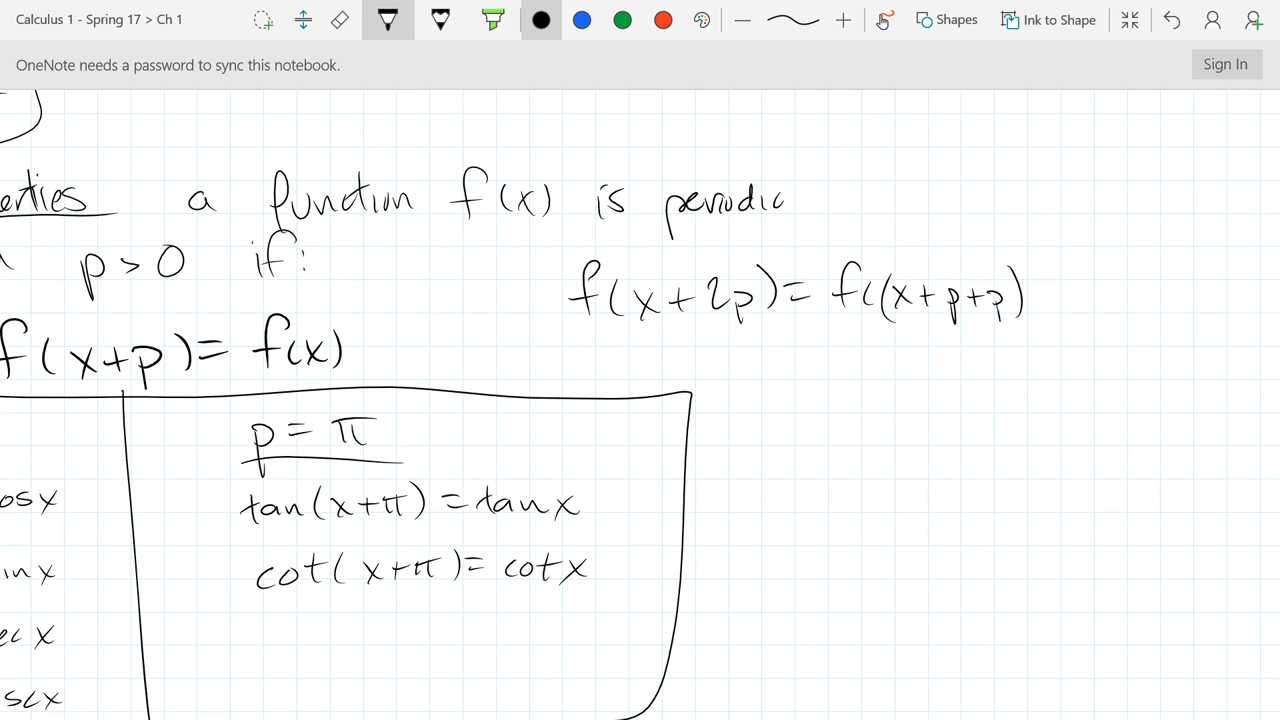 Calculus 1 - Spring 17 > Ch 1
Shapes
Ink to Shape
OneNote needs a password to sync this notebook.
Sign In
erties a function f(x) is periodic
p > 0 if:
f(x+2p) = f((x+p+p)
f(x+p) = f(x)
p = π
osx
tan(x+π) = tanx
inx
cot(x+π) = cotx
ecx
scx